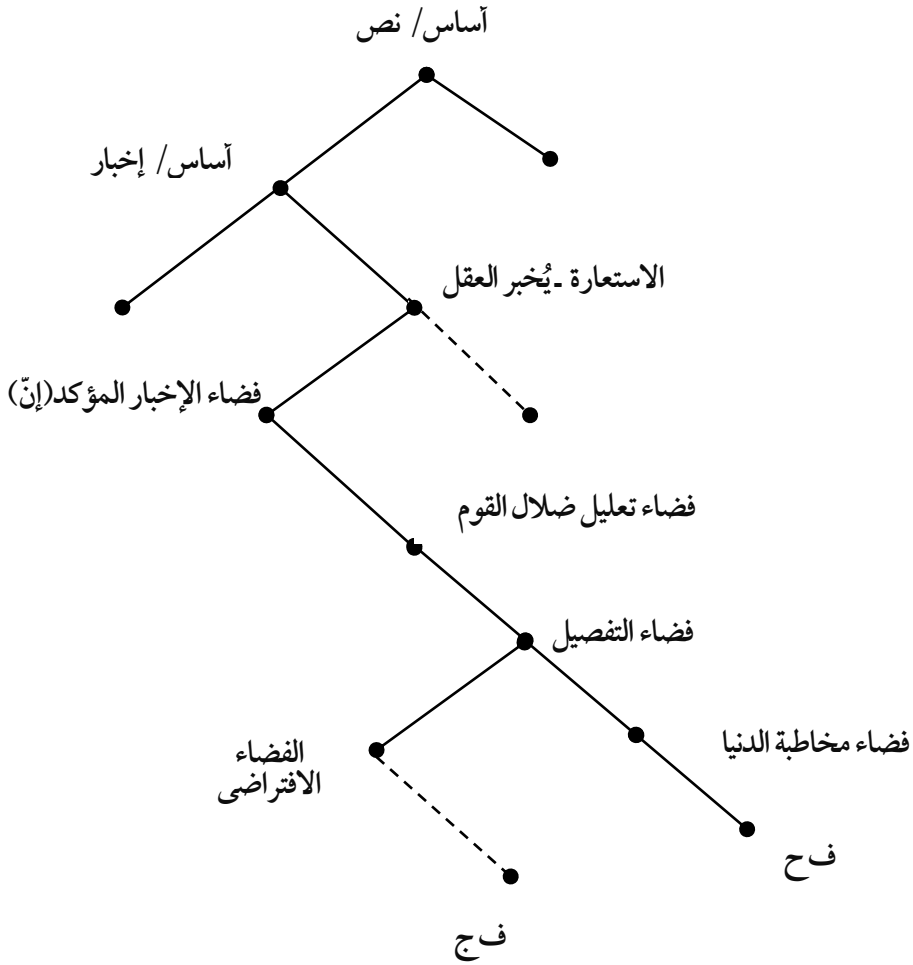 أساس/ نص
أساس/ إخبار
الاستعارة ـ يُخبر العقل
فضاء الإخبار المؤكد(إنّ)
فضاء تعليل ضلال القوم
فضاء التفصيل
فضاء مخاطبة الدنيا
الفضاء
الافتراضى
ف ح
ف ج